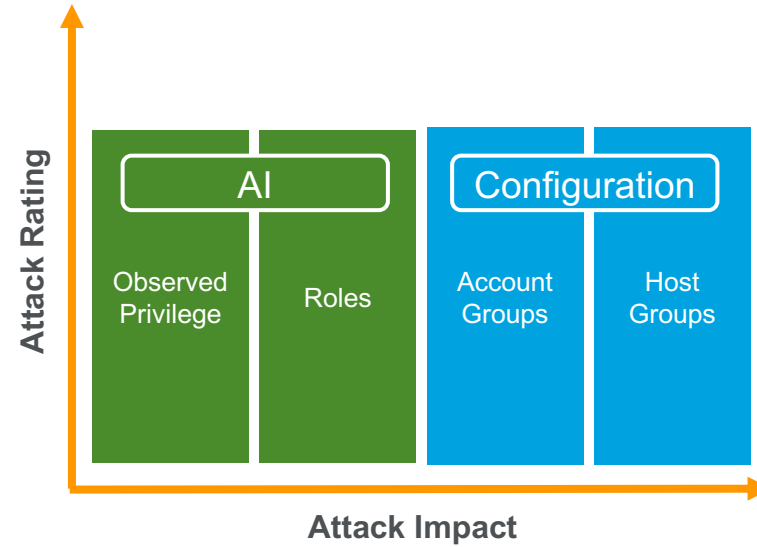 Attack Rating
AI
Configuration
Observed
Privilege
Roles
Account
Groups
Host
Groups
Attack Impact